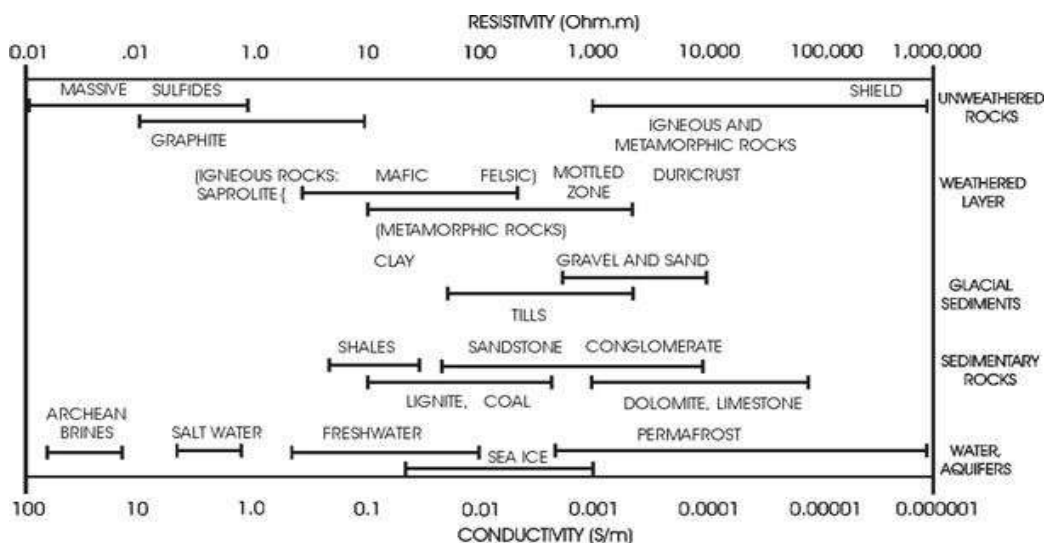 RESISTIVITY (Ohm.m)
0.01 .01 1.0 10 100 1,000 10,000 100,000 1,000,000
MASSIVE SULFIDES
SHIELD
UNWEATHERED
ROCKS
GRAPHITE
IGNEOUS AND
METAMORPHIC ROCKS
(IGNEOUS ROCKS: MAFIC FELSIC)
SAPROLITE{
MOTTLED
ZONE
DURICRUST
WEATHERED
LAYER
(METAMORPHIC ROCKS)
CLAY
GRAVEL AND SAND
GLACIAL
SEDIMENTS
TILLS
SHALES
SANDSTONE CONGLOMERATE
SEDIMENTARY
ROCKS
LIGNITE, COAL
DOLOMITE, LIMESTONE
ARCHEAN
BRINES
SALT WATER
FRESHWATER
PERMAFROST
SEA ICE
WATER,
AQUIFERS
100 10 1.0 0.1 0.01 0.001 0.0001 0.00001 0.000001
CONDUCTIVITY (S/m)